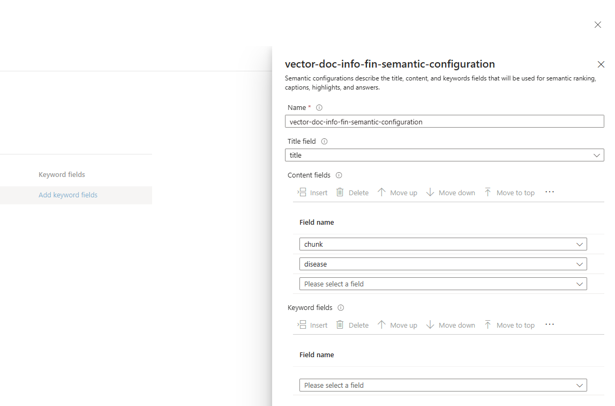 vector-doc-info-fin-semantic-configuration
Semantic configurations describe the title, content, and keywords fields that will be used for semantic ranking,
captions, highlights, and answers.
Name *
vector-doc-info-fin-semantic-configuration
Title field
title
Content fields
Insert Delete Move up Move down Move to top ...
Field name
chunk
disease
Please select a field
Keyword fields
Insert Delete Move up Move down Move to top ...
Field name
Please select a field
Keyword fields
Add keyword fields